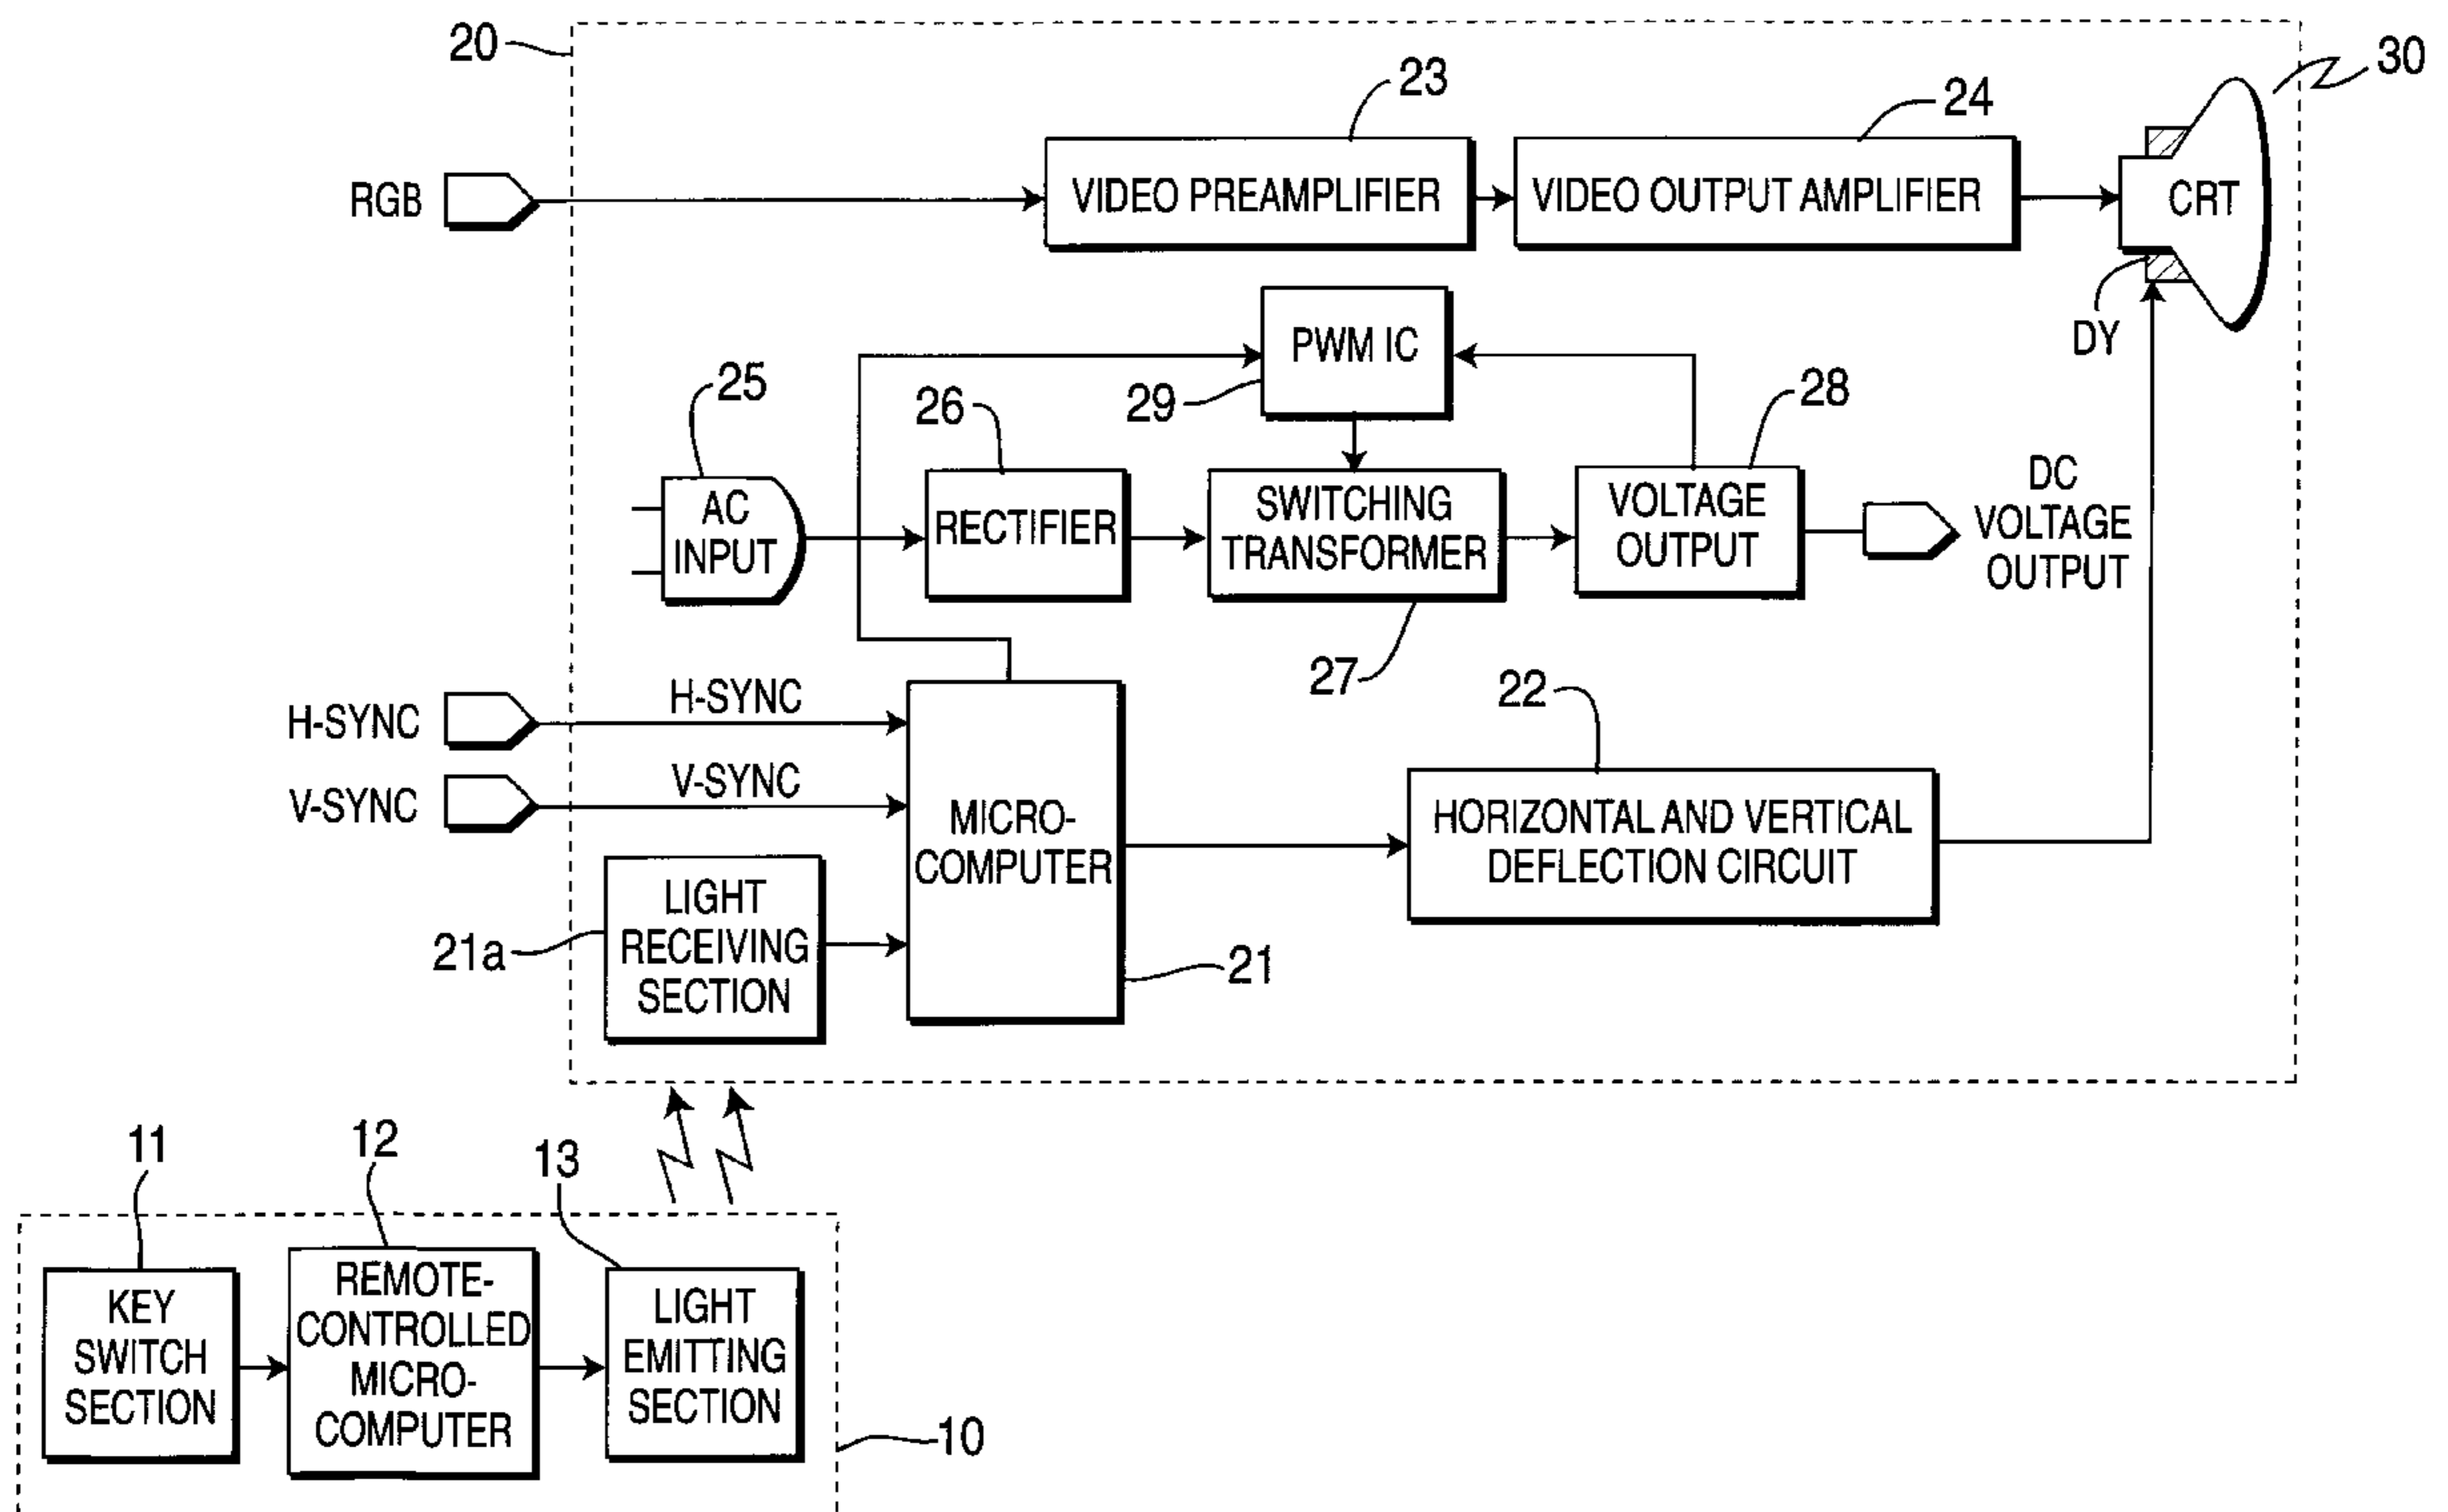 20
30
23
24
RGB
VIDEO PREAMPLIFIER
VIDEO OUTPUT AMPLIFIER
CRT
DY
PWM IC
29
25
26
28
AC
INPUT
RECTIFIER
SWITCHING
TRANSFORMER
VOLTAGE
OUTPUT
DC
VOLTAGE
OUTPUT
27
22
H-SYNC
H-SYNC
V-SYNC
V-SYNC
MICRO-
COMPUTER
HORIZONTAL AND VERTICAL
DEFLECTION CIRCUIT
LIGHT
RECEIVING
SECTION
21a
21
11
12
13
KEY
SWITCH
SECTION
REMOTE-
CONTROLLED
MICRO-
COMPUTER
LIGHT
EMITTING
SECTION
10